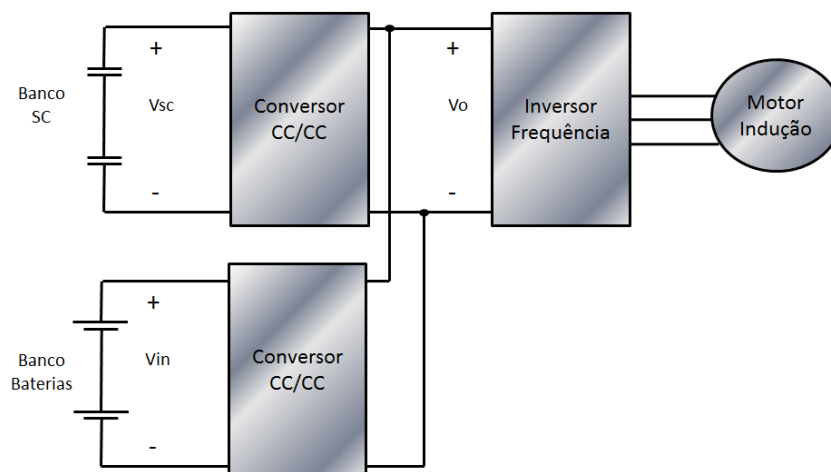 +
Banco
SC
Vsc
-
Conversor
CC/CC
+
Vo
-
Inversor
Frequência
Motor
Indução
+
Banco
Baterias
Vin
-
Conversor
CC/CC